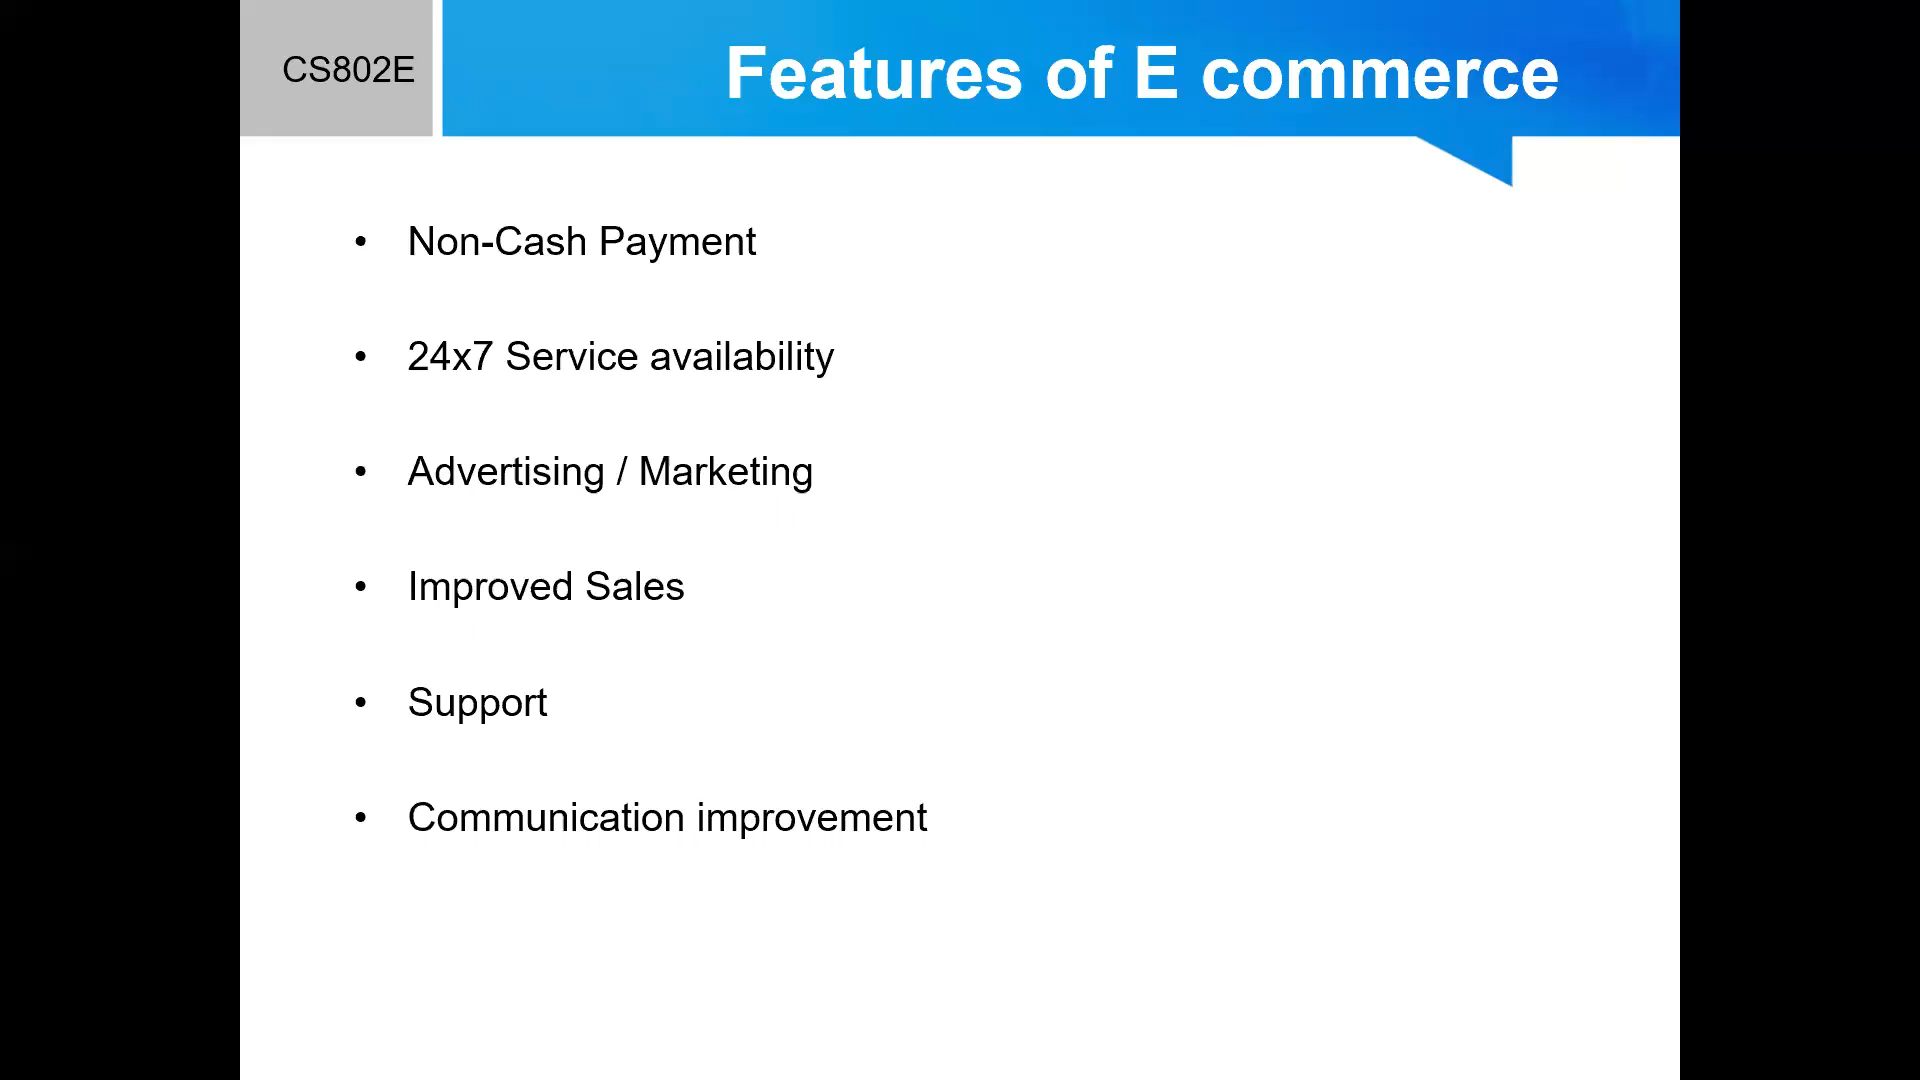 CS802E
Features of E commerce
• Non-Cash Payment
• 24x7 Service availability
• Advertising / Marketing
• Improved Sales
• Support
• Communication improvement